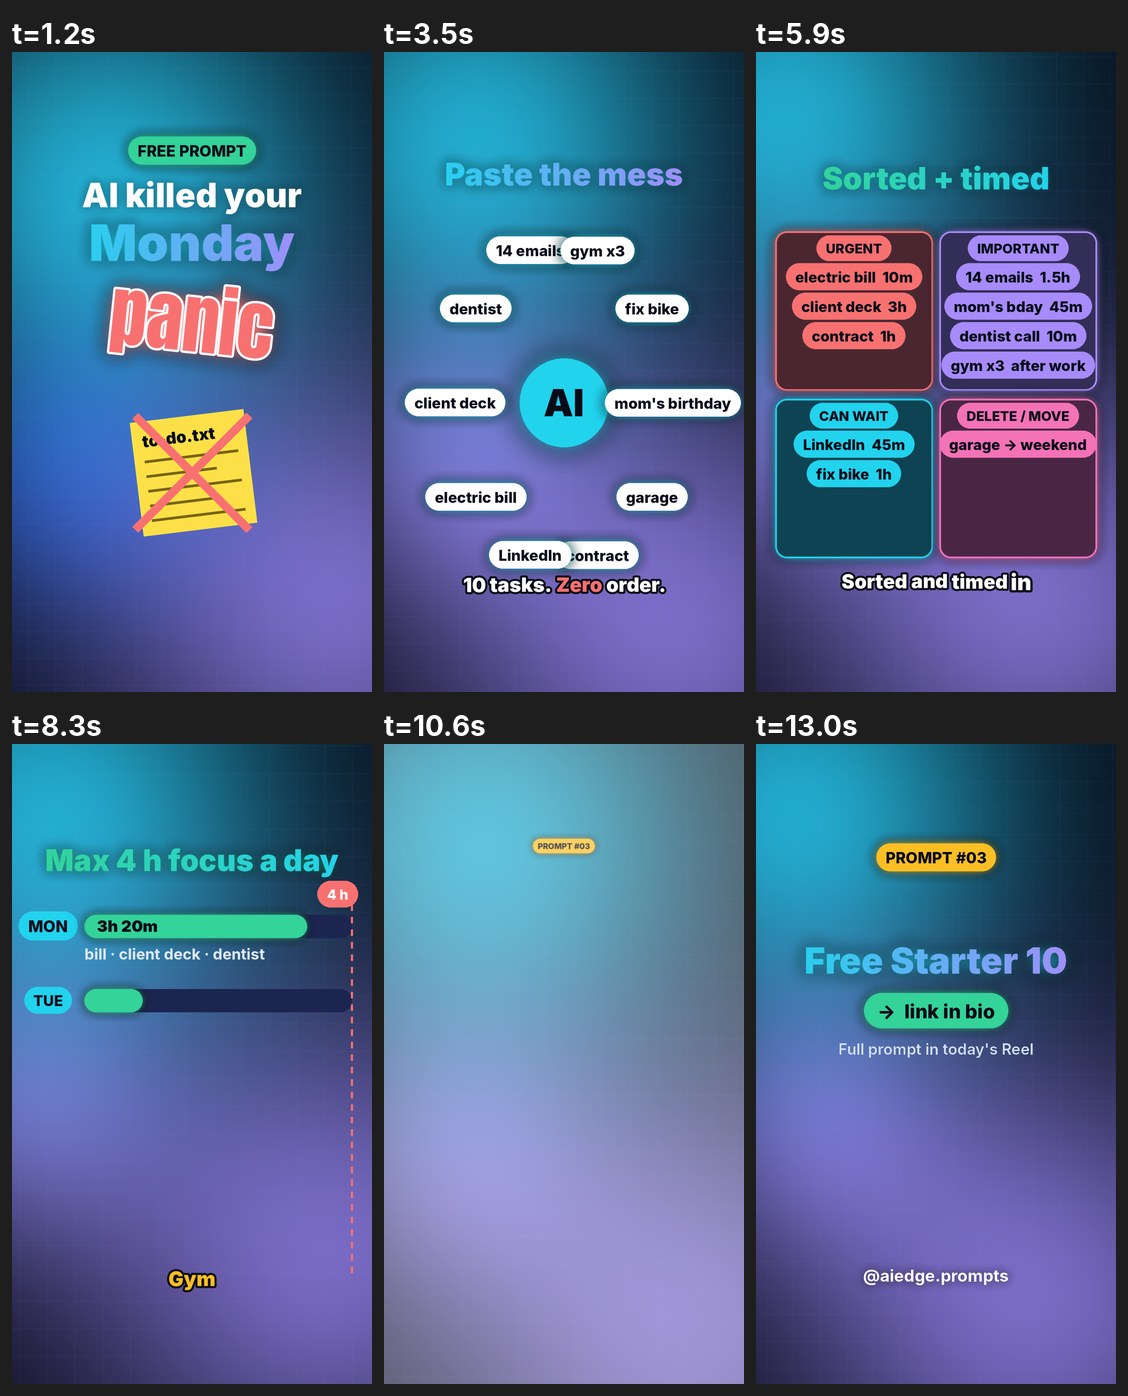 t=1.2s
FREE PROMPT
AI killed your
Monday
panic
to-do.txt
t=3.5s
Paste the mess
14 emails gym x3
dentist
fix bike
client deck
AI
mom's birthday
electric bill
garage
LinkedIn contract
10 tasks. Zero order.
t=5.9s
Sorted + timed
URGENT
electric bill 10m
client deck 3h
contract 1h
IMPORTANT
14 emails 1.5h
mom's bday 45m
dentist call 10m
gym x3 after work
CAN WAIT
LinkedIn 45m
fix bike 1h
DELETE / MOVE
garage → weekend
Sorted and timed in
t=8.3s
Max 4 h focus a day
4 h
MON
3h 20m
bill · client deck · dentist
TUE
Gym
t=10.6s
PROMPT #03
t=13.0s
PROMPT #03
Free Starter 10
→ link in bio
Full prompt in today's Reel
@aiedge.prompts